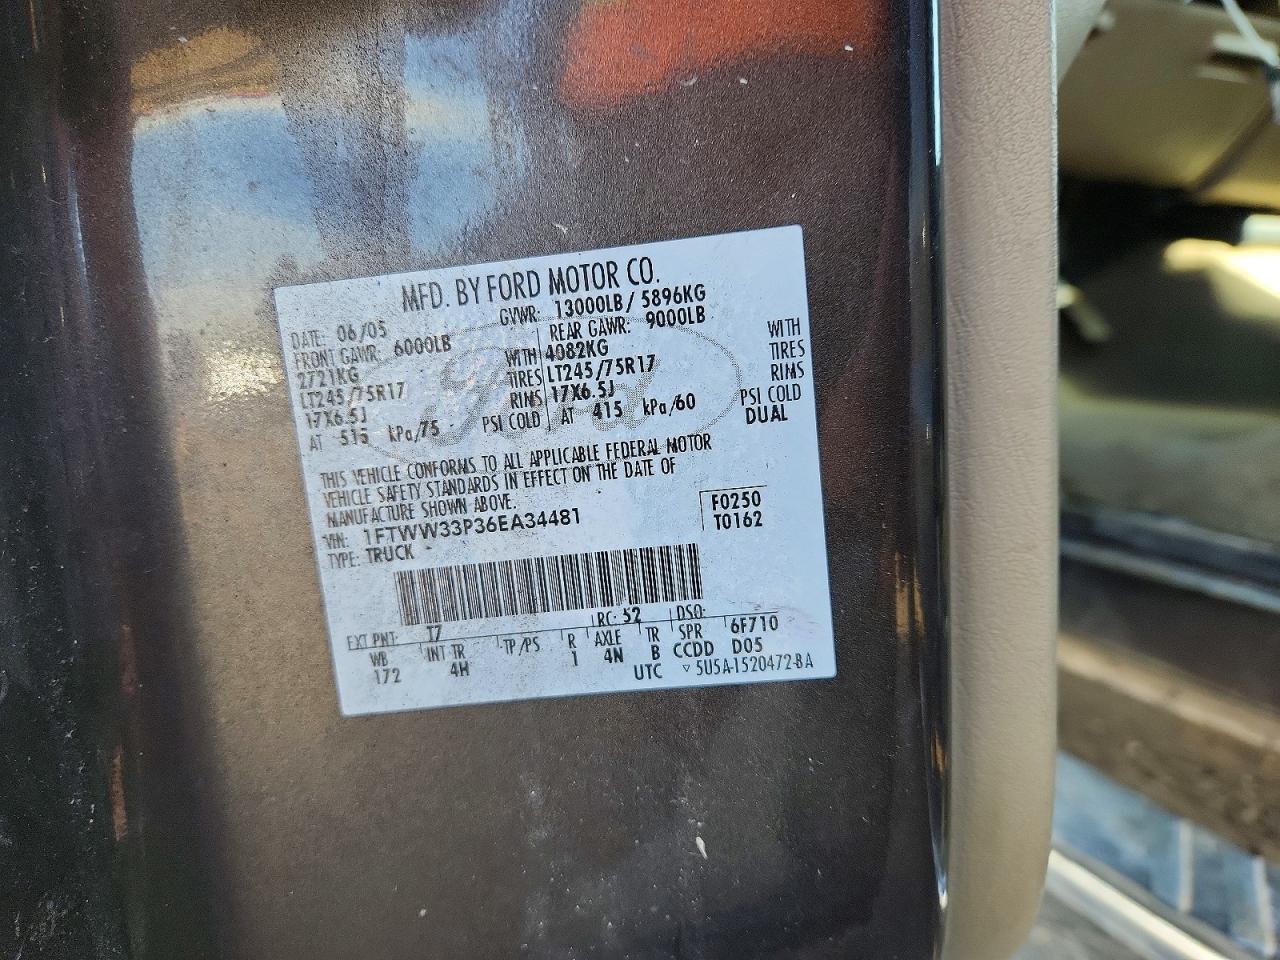 MFD. BY FORD MOTOR CO.
DATE: 06/05 GVWR: 13000LB/ 5896KG
FRONT GAWR: 6000LB REAR GAWR: 9000LB
2721KG WITH 4082KG WITH
LT245/75R17 TIRES LT245/75R17 TIRES
17X6.5J RIMS 17X6.5J RIMS
AT 515 kPa/75 PSI COLD AT 415 kPa/60 PSI COLD
DUAL
Ford
THIS VEHICLE CONFORMS TO ALL APPLICABLE FEDERAL MOTOR
VEHICLE SAFETY STANDARDS IN EFFECT ON THE DATE OF
MANUFACTURE SHOWN ABOVE.
VIN: 1FTWW33P36EA34481 F0250
TYPE: TRUCK T0162
EXT PNT: T7 RC: 52 DSO:
WB INT TR TP/PS R AXLE TR SPR 6F710
172 4H 1 4N B CCDD D05
UTC ▽ 5U5A-1520472-BA